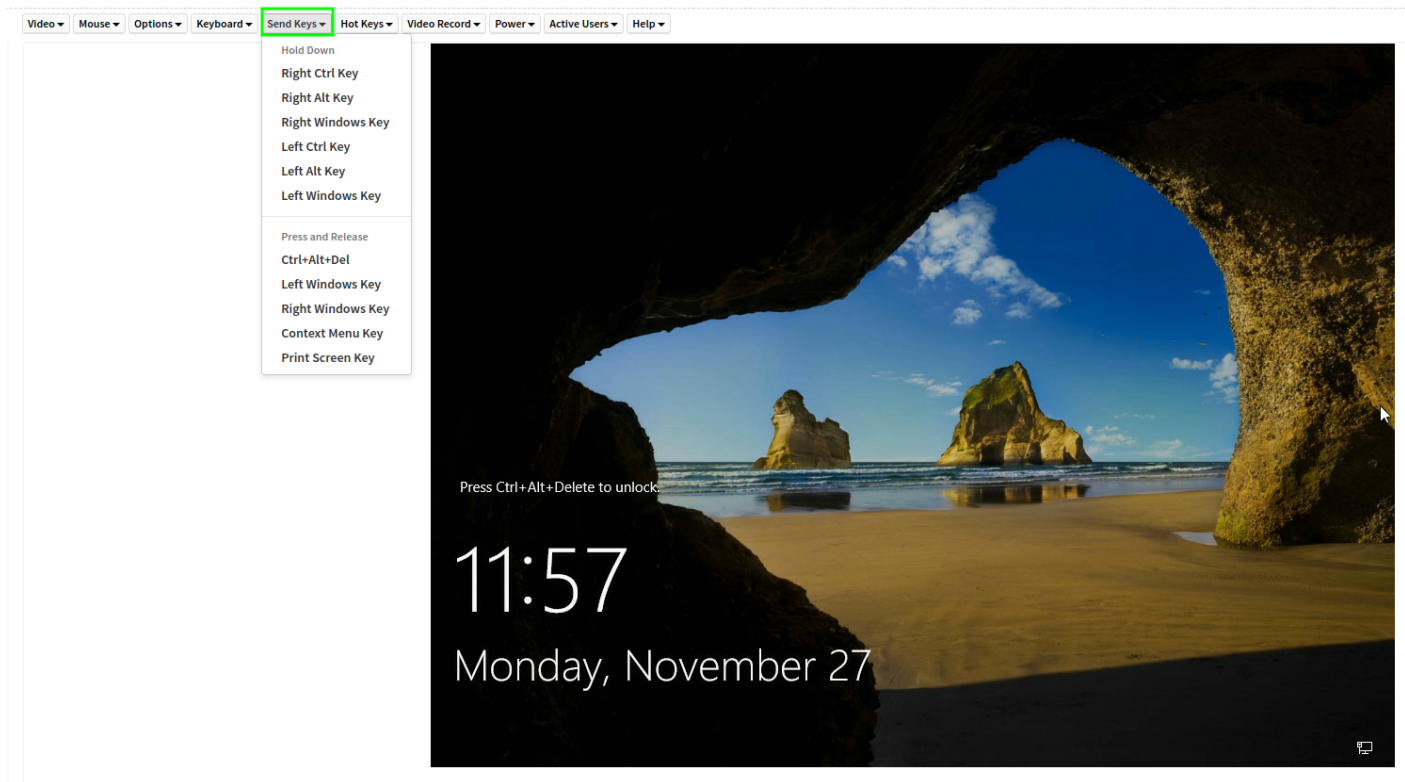 Video Mouse Options Keyboard Send Keys Hot Keys Video Record Power Active Users Help
Hold Down
Right Ctrl Key
Right Alt Key
Right Windows Key
Left Ctrl Key
Left Alt Key
Left Windows Key
Press and Release
Ctrl+Alt+Del
Left Windows Key
Right Windows Key
Context Menu Key
Print Screen Key
Press Ctrl+Alt+Delete to unlock.
11:57
Monday, November 27